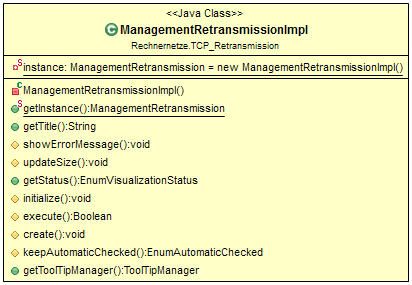 <<Java Class>>
ManagementRetransmissionImpl
Rechnernetze.TCP_Retransmission
instance: ManagementRetransmission = new ManagementRetransmissionImpl()
ManagementRetransmissionImpl()
getInstance():ManagementRetransmission
getTitle():String
showErrorMessage():void
updateSize():void
getStatus():EnumVisualizationStatus
initialize():void
execute():Boolean
create():void
keepAutomaticChecked():EnumAutomaticChecked
getToolTipManager():ToolTipManager